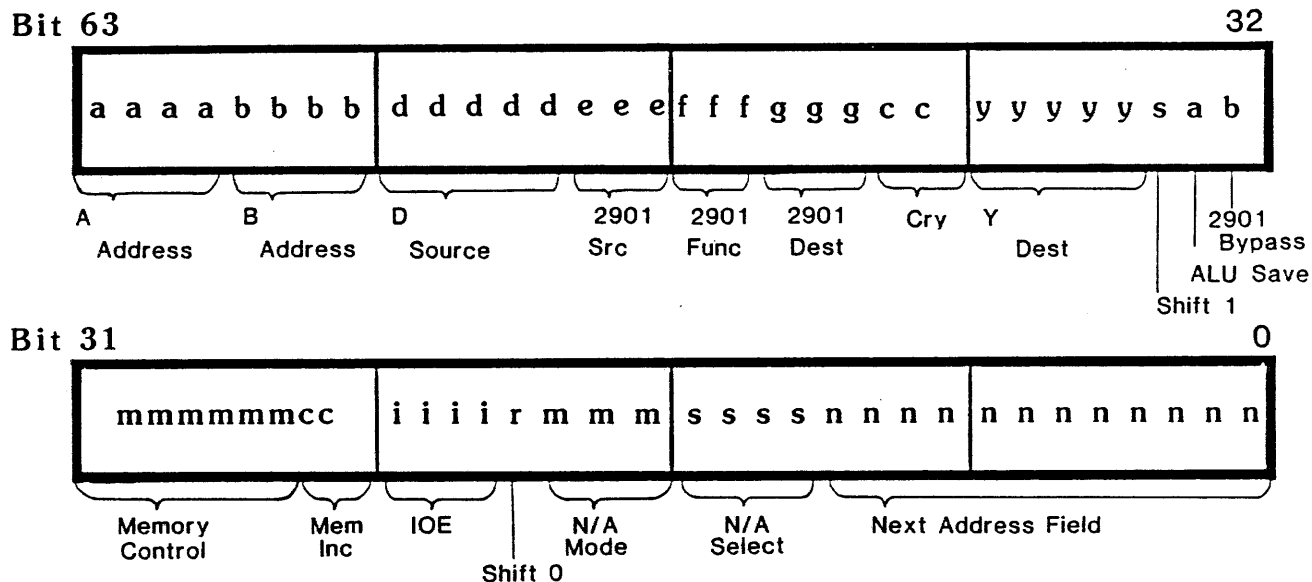 Bit 63 32
a a a a b b b b d d d d d e e e f f f g g g c c y y y y y s a b
A B D 2901 2901 2901 Cry Y 2901
Address Address Source Src Func Dest Dest Bypass
ALU Save
Shift 1
Bit 31 0
mmmmmmcc i i i i r m m m s s s s n n n n n n n n n n n n
Memory Mem IOE N/A N/A Next Address Field
Control Inc Mode Select
Shift 0